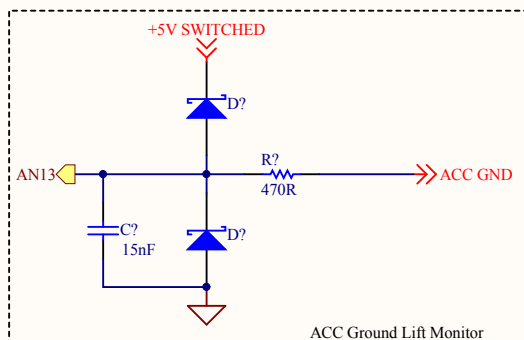 +5V SWITCHED
D?
AN13
R?
470R
ACC GND
C?
15nF
D?
ACC Ground Lift Monitor